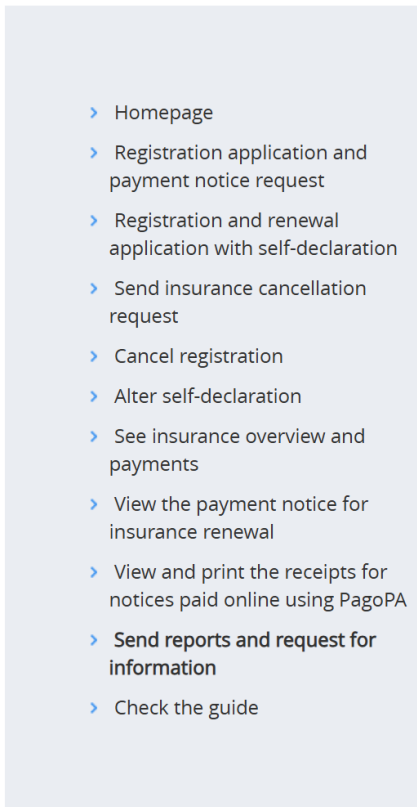 Homepage
Registration application and
payment notice request
Registration and renewal
application with self-declaration
Send insurance cancellation
request
Cancel registration
Alter self-declaration
See insurance overview and
payments
View the payment notice for
insurance renewal
View and print the receipts for
notices paid online using PagoPA
Send reports and request for
information
Check the guide